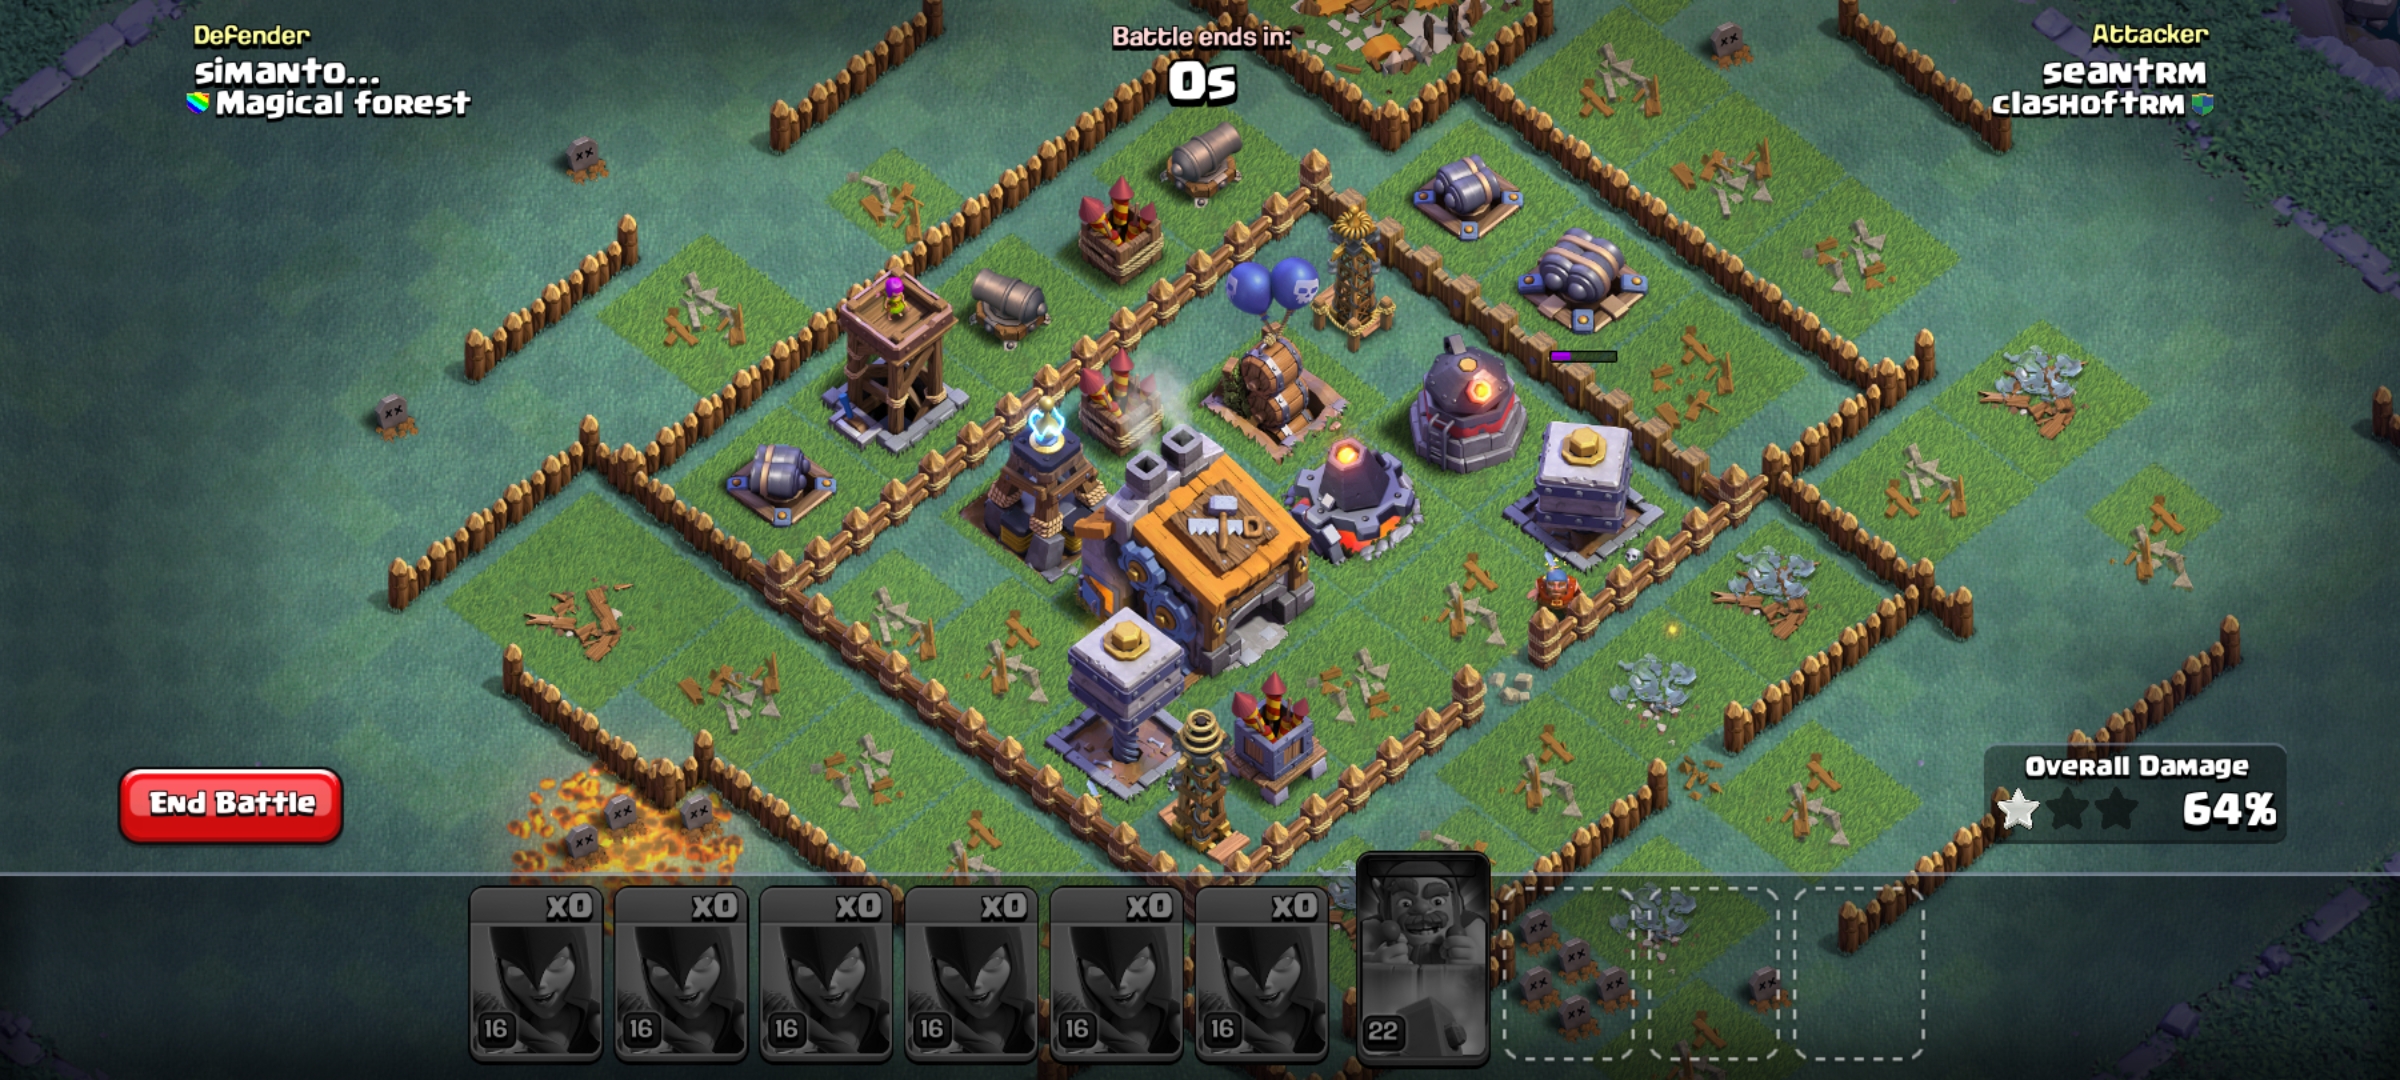 Defender
siMANTO...
Magical foRest
Battle ends in:
0s
Attacker
seantRM
clasHoftRM
End Battle
Overall Damage
64%
x0
x0
x0
x0
x0
x0
16
16
16
16
16
16
22